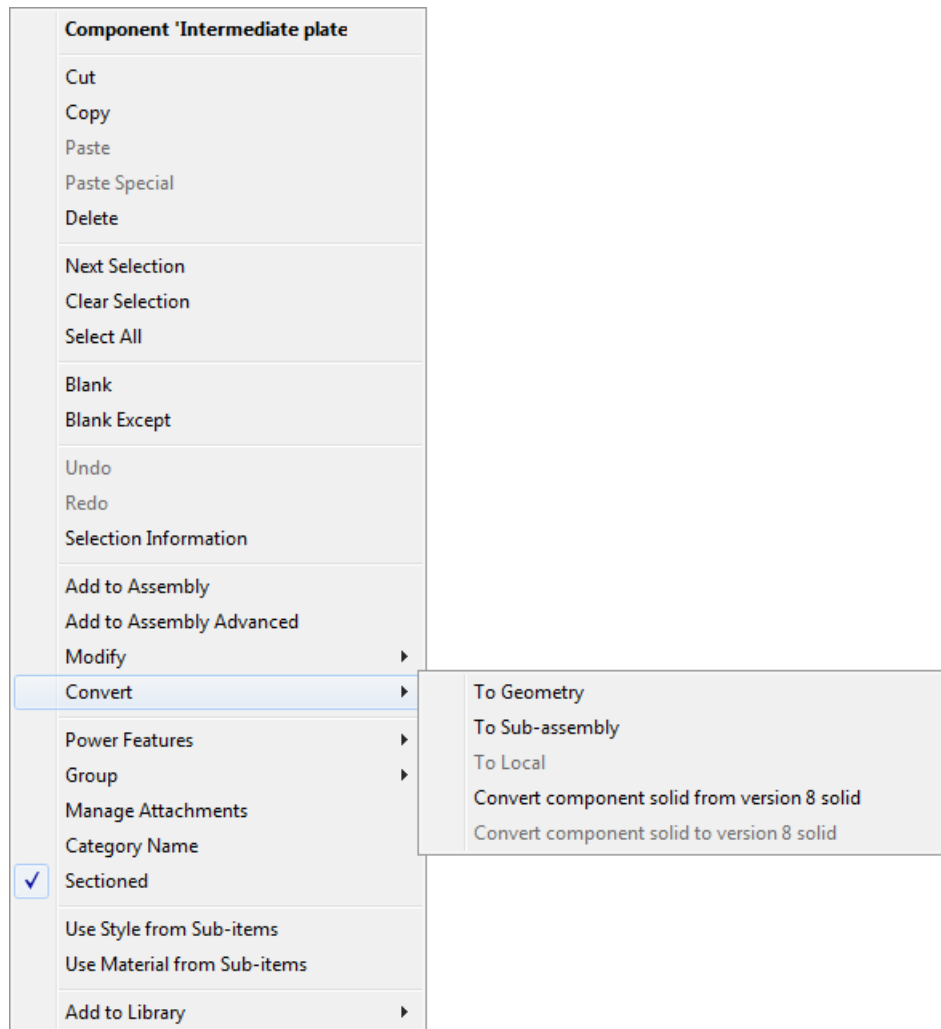 Component 'Intermediate plate
Cut
Copy
Paste
Paste Special
Delete
Next Selection
Clear Selection
Select All
Blank
Blank Except
Undo
Redo
Selection Information
Add to Assembly
Add to Assembly Advanced
Modify
Convert
To Geometry
To Sub-assembly
To Local
Convert component solid from version 8 solid
Convert component solid to version 8 solid
Power Features
Group
Manage Attachments
Category Name
Sectioned
Use Style from Sub-items
Use Material from Sub-items
Add to Library